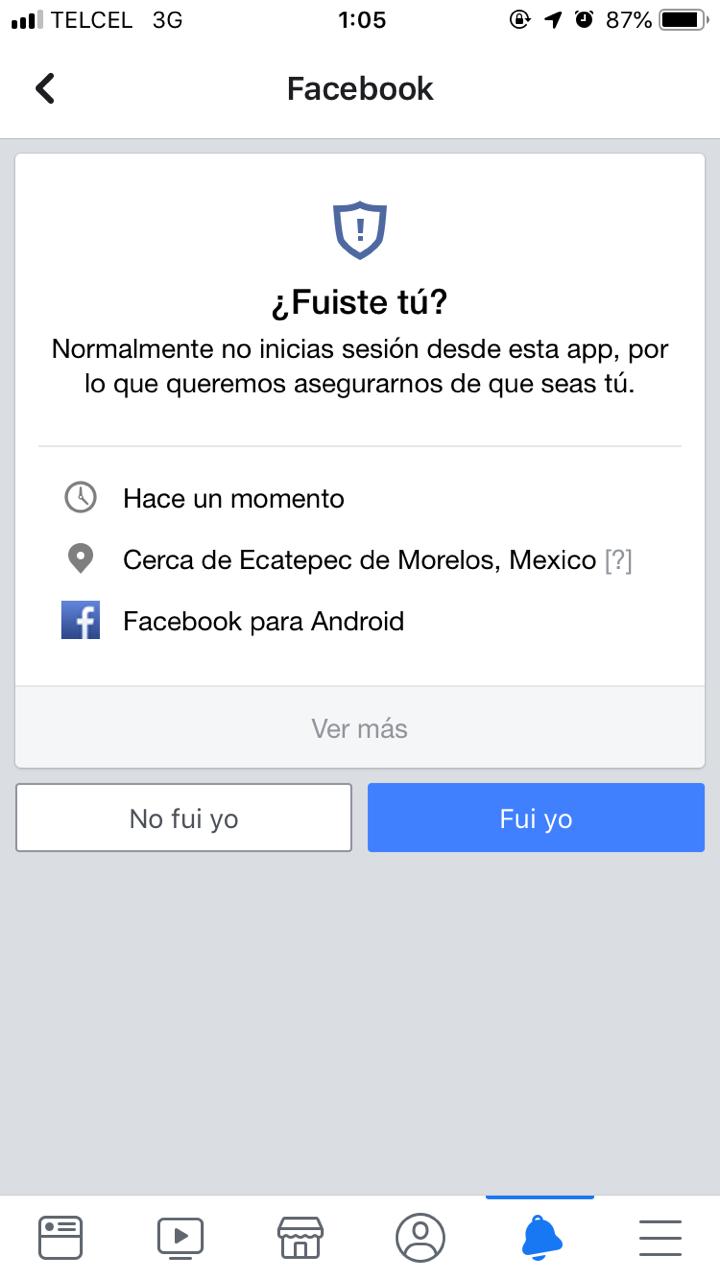 TELCEL 3G 1:05 87%
Facebook
¿Fuiste tú?
Normalmente no inicias sesión desde esta app, por
lo que queremos asegurarnos de que seas tú.
Hace un momento
Cerca de Ecatepec de Morelos, Mexico [?]
Facebook para Android
Ver más
No fui yo
Fui yo